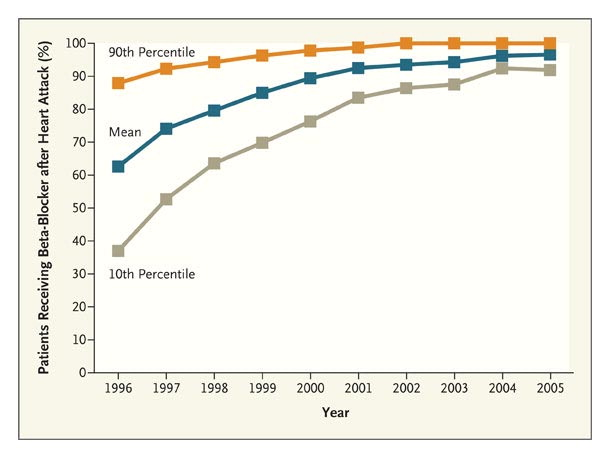 Patients Receiving Beta-Blocker after Heart Attack (%)
100
90
80
70
60
50
40
30
20
10
0
90th Percentile
Mean
10th Percentile
1996 1997 1998 1999 2000 2001 2002 2003 2004 2005
Year